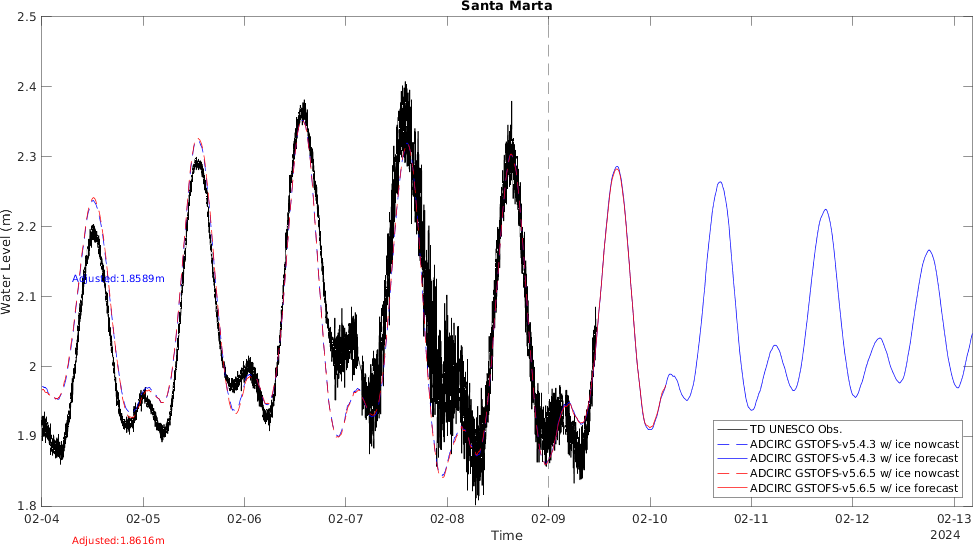 Santa Marta
2.5
2.4
2.3
2.2
2.1
2
1.9
1.8
Water Level (m)
Adjusted:1.8589m
TD UNESCO Obs.
ADCIRC GSTOFS-v5.4.3 w/ ice nowcast
ADCIRC GSTOFS-v5.4.3 w/ ice forecast
ADCIRC GSTOFS-v5.6.5 w/ ice nowcast
ADCIRC GSTOFS-v5.6.5 w/ ice forecast
02-04 02-05 02-06 02-07 02-08 02-09 02-10 02-11 02-12 02-13
Time
2024
Adjusted:1.8616m